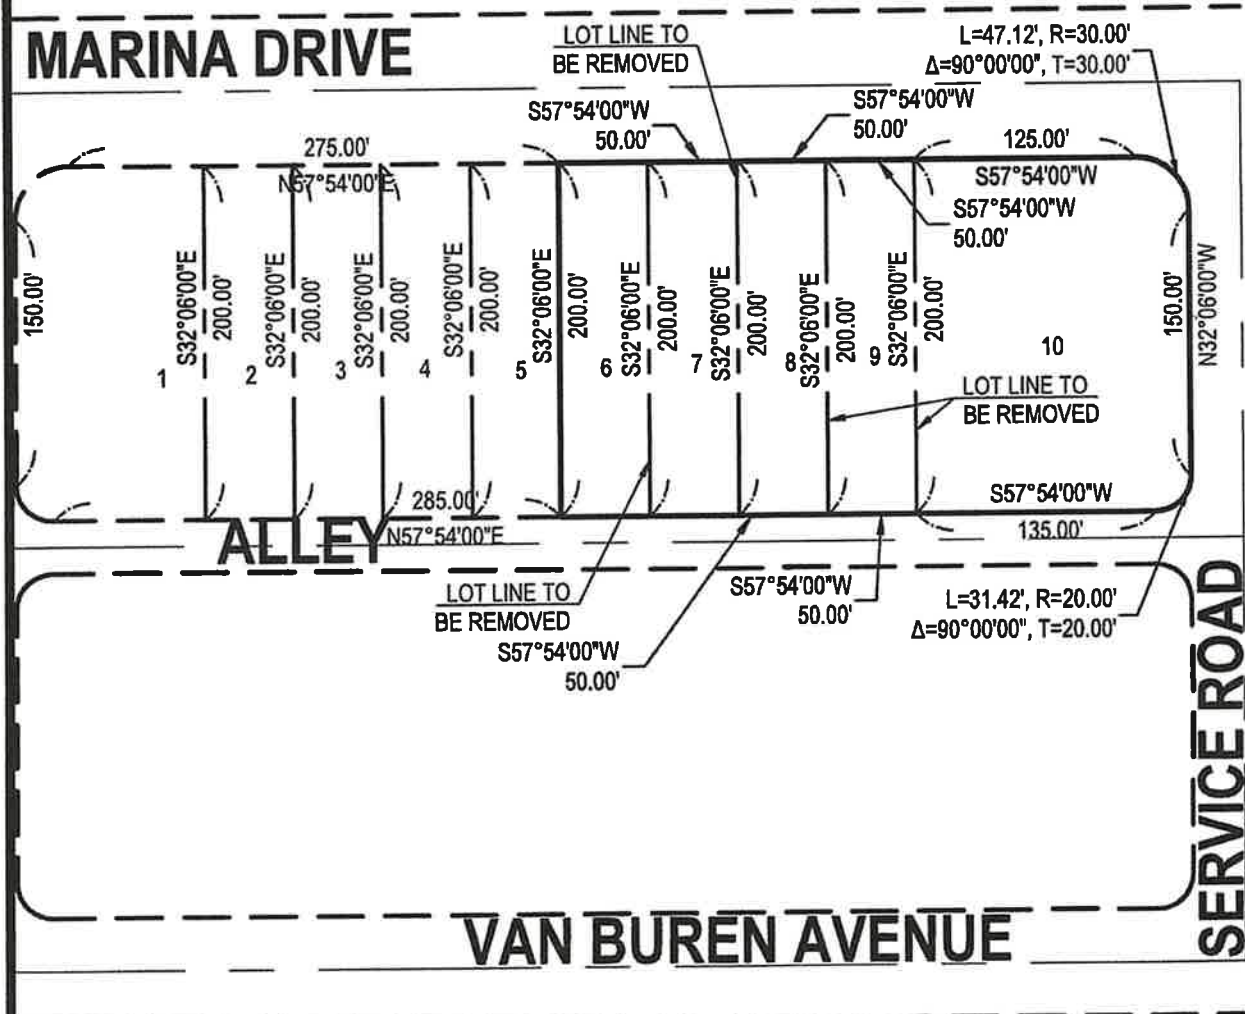 MARINA DRIVE
LOT LINE TO
BE REMOVED
L=47.12', R=30.00'
Δ=90°00'00", T=30.00'
S57°54'00"W
50.00'
S57°54'00"W
50.00'
275.00'
N57°54'00"E
125.00'
S57°54'00"W
S57°54'00"W
50.00'
150.00'
1
S32°06'00"E
200.00'
2
S32°06'00"E
200.00'
3
S32°06'00"E
200.00'
4
S32°06'00"E
200.00'
5
S32°06'00"E
200.00'
6
S32°06'00"E
200.00'
7
S32°06'00"E
200.00'
8
S32°06'00"E
200.00'
9
S32°06'00"E
200.00'
10
150.00'
N32°06'00"W
LOT LINE TO
BE REMOVED
285.00'
N57°54'00"E
S57°54'00"W
135.00'
ALLEY
LOT LINE TO
BE REMOVED
S57°54'00"W
50.00'
S57°54'00"W
50.00'
L=31.42', R=20.00'
Δ=90°00'00", T=20.00'
SERVICE ROAD
VAN BUREN AVENUE